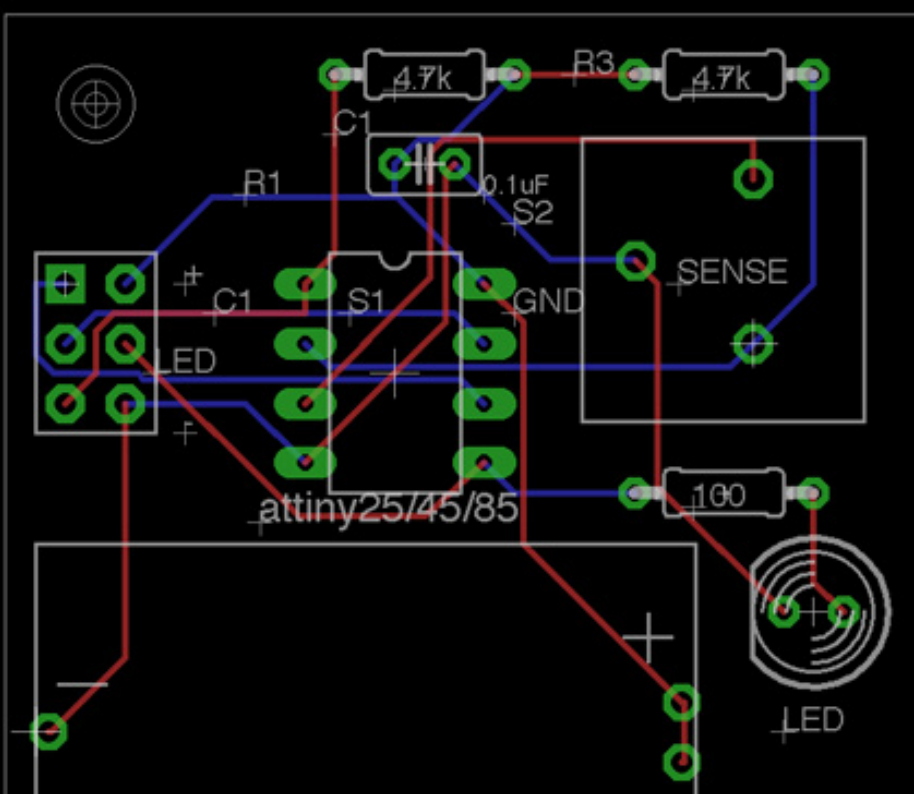 4.7k
R3
4.7k
C1
R1
0.1uF
S2
+
C1
S1
GND
SENSE
LED
-
attiny25/45/85
100
+
−
LED